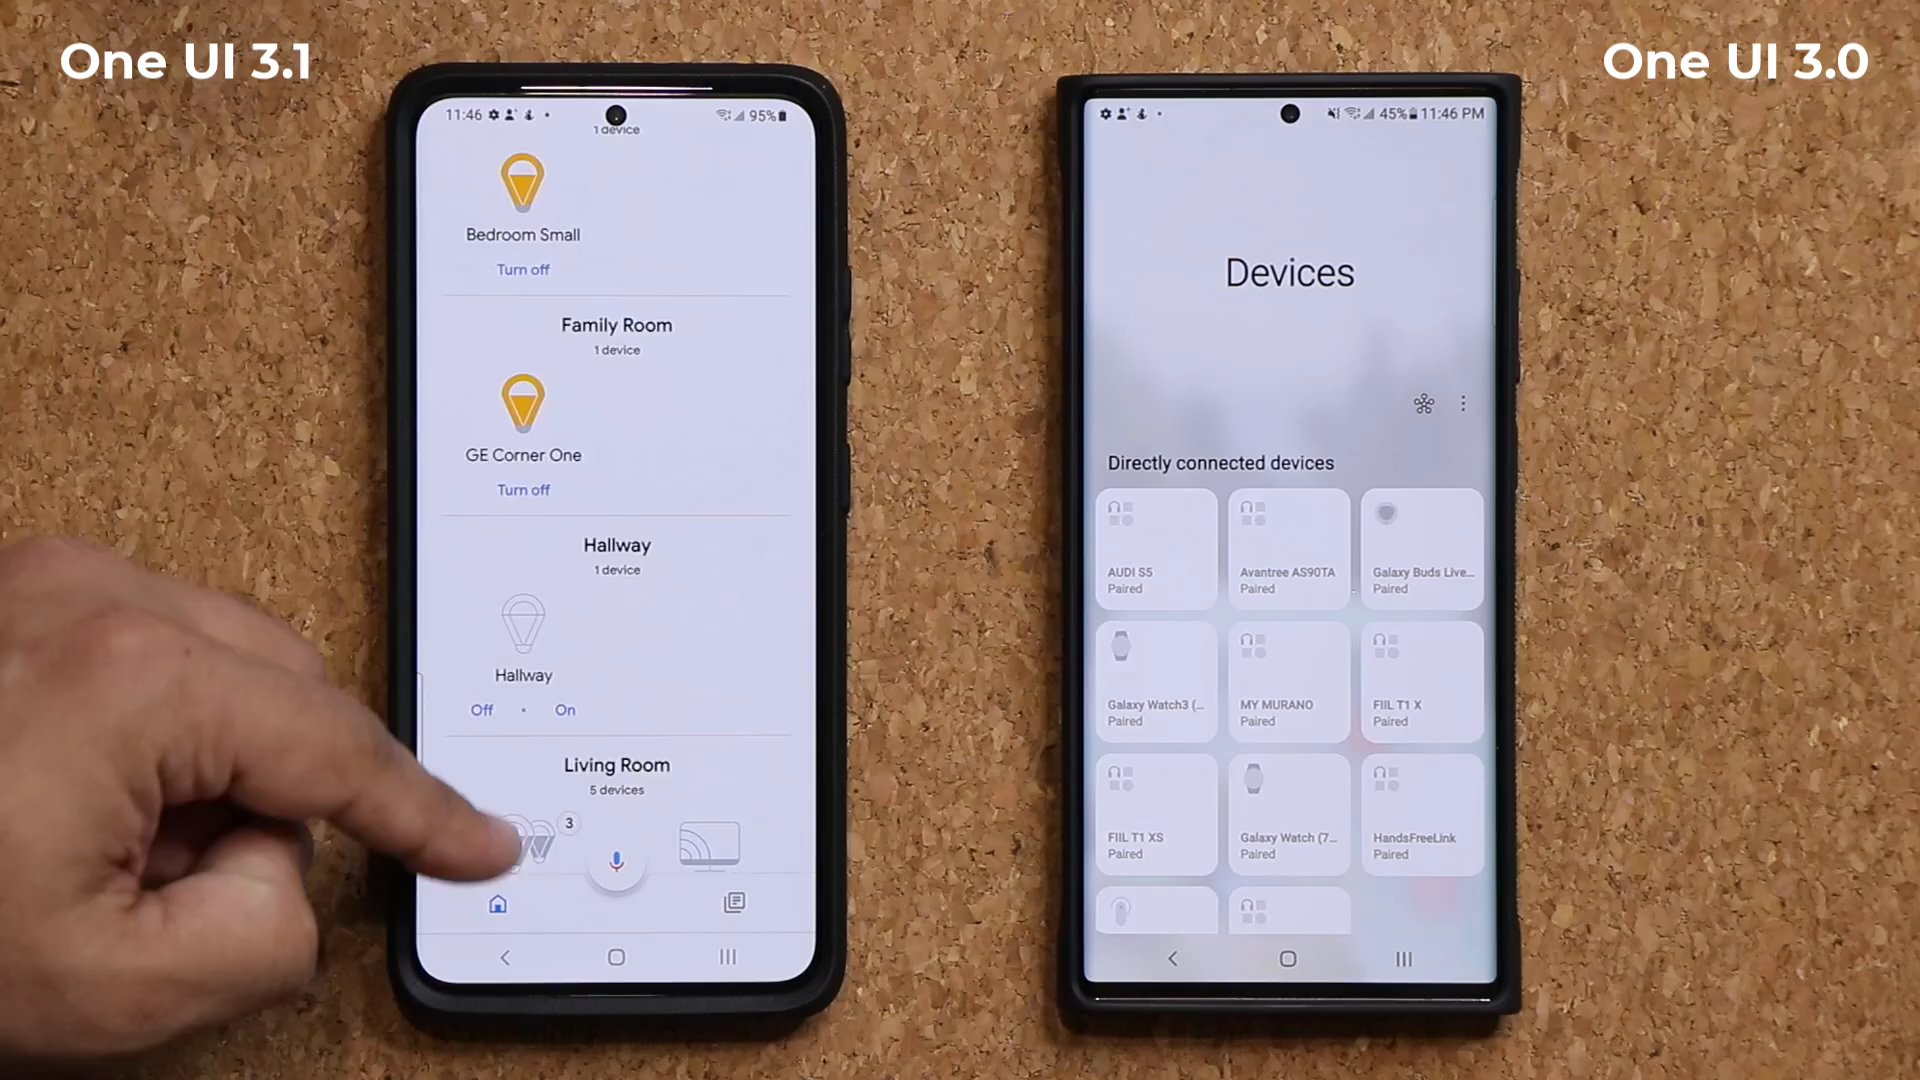 One UI 3.1
One UI 3.0
11:46
95%
1 device
Bedroom Small
Turn off
Family Room
1 device
GE Corner One
Turn off
Hallway
1 device
Hallway
Off • On
Living Room
5 devices
3
45% 11:46 PM
Devices
Directly connected devices
AUDI S5
Paired
Avantree AS90TA
Paired
Galaxy Buds Live...
Paired
Galaxy Watch3 (...
Paired
MY MURANO
Paired
FIIL T1 X
Paired
FIIL T1 XS
Paired
Galaxy Watch (7...
Paired
HandsFreeLink
Paired